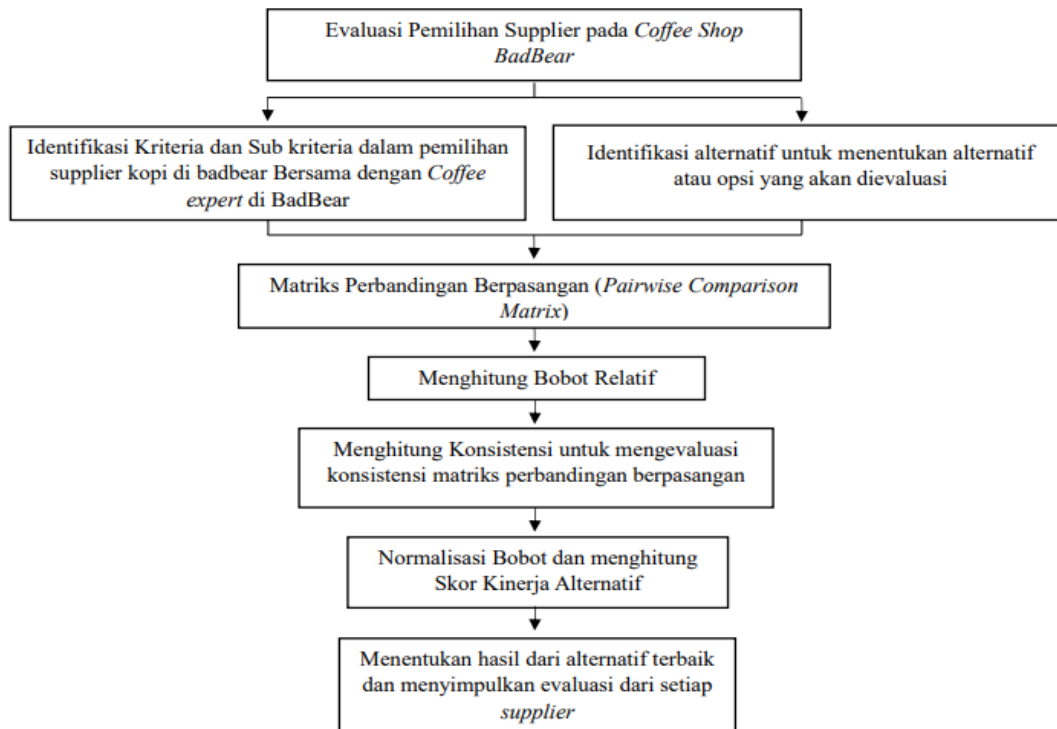 Evaluasi Pemilihan Supplier pada Coffee Shop
BadBear
Identifikasi Kriteria dan Sub kriteria dalam pemilihan
supplier kopi di badbear Bersama dengan Coffee
expert di BadBear
Identifikasi alternatif untuk menentukan alternatif
atau opsi yang akan dievaluasi
Matriks Perbandingan Berpasangan (Pairwise Comparison
Matrix)
Menghitung Bobot Relatif
Menghitung Konsistensi untuk mengevaluasi
konsistensi matriks perbandingan berpasangan
Normalisasi Bobot dan menghitung
Skor Kinerja Alternatif
Menentukan hasil dari alternatif terbaik
dan menyimpulkan evaluasi dari setiap
supplier